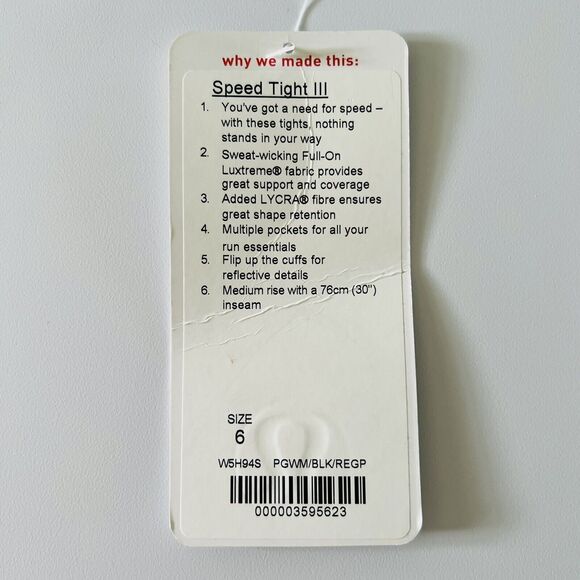 why we made this:
Speed Tight III
1. You've got a need for speed –
with these tights, nothing
stands in your way
2. Sweat-wicking Full-On
Luxtreme® fabric provides
great support and coverage
3. Added LYCRA® fibre ensures
great shape retention
4. Multiple pockets for all your
run essentials
5. Flip up the cuffs for
reflective details
6. Medium rise with a 76cm (30")
inseam
SIZE
6
W5H94S PGWM/BLK/REGP
000003595623